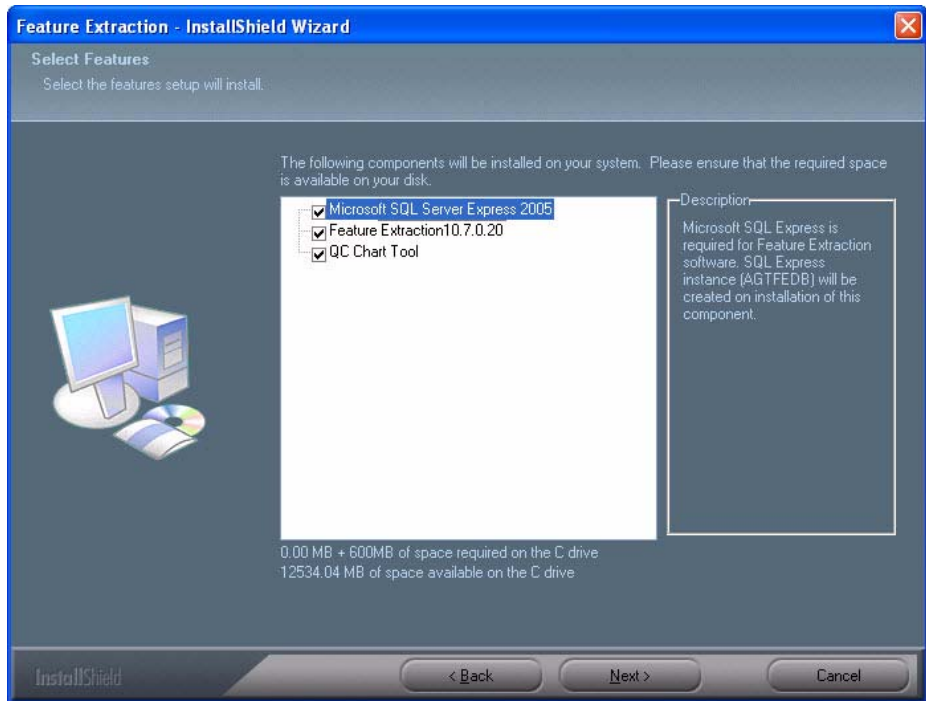 Feature Extraction - InstallShield Wizard
Select Features
Select the features setup will install.
The following components will be installed on your system.  Please ensure that the required space
is available on your disk.
Microsoft SQL Server Express 2005
Feature Extraction10.7.0.20
QC Chart Tool
Description
Microsoft SQL Express is
required for Feature Extraction
software. SQL Express
instance (AGTFEDB) will be
created on installation of this
component.
0.00 MB + 600MB of space required on the C drive
12534.04 MB of space available on the C drive
InstallShield
< Back
Next >
Cancel